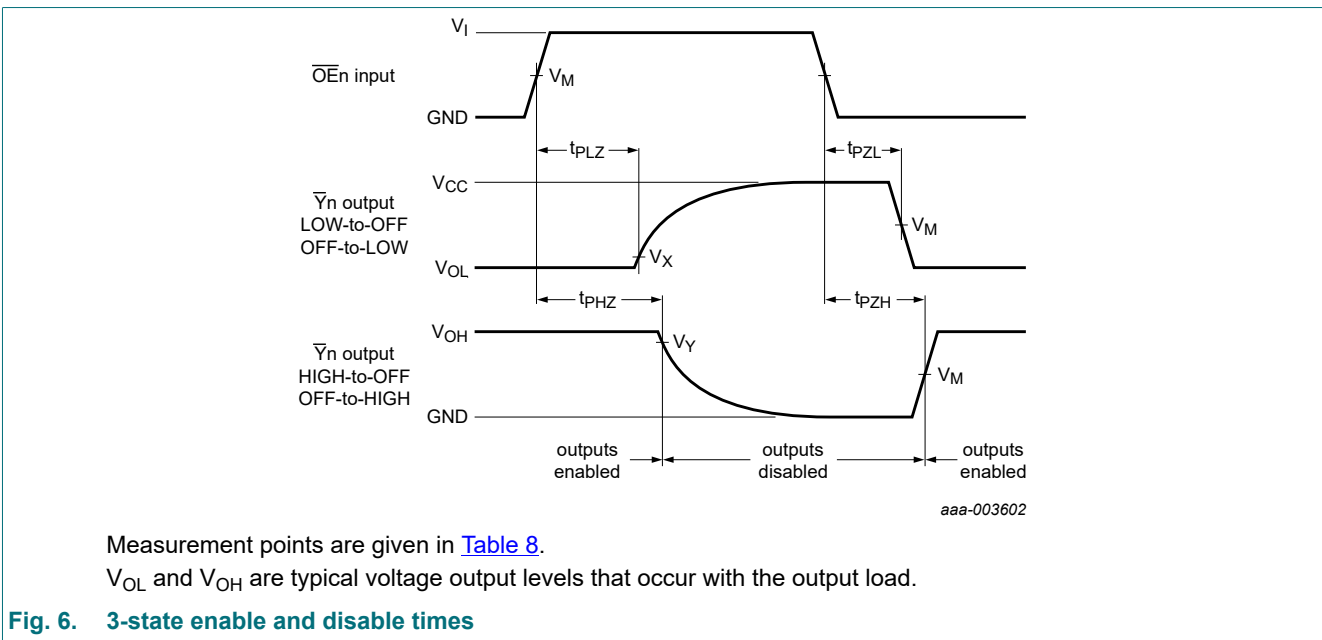 V_I
O̅E̅n input
V_M
GND
t_PLZ
t_PZL
V_CC
Y̅n output
LOW-to-OFF
OFF-to-LOW
V_M
V_X
V_OL
t_PHZ
t_PZH
V_OH
V_Y
Y̅n output
HIGH-to-OFF
OFF-to-HIGH
V_M
GND
outputs
enabled
outputs
disabled
outputs
enabled
aaa-003602
Measurement points are given in Table 8.
V_OL and V_OH are typical voltage output levels that occur with the output load.
Fig. 6. 3-state enable and disable times